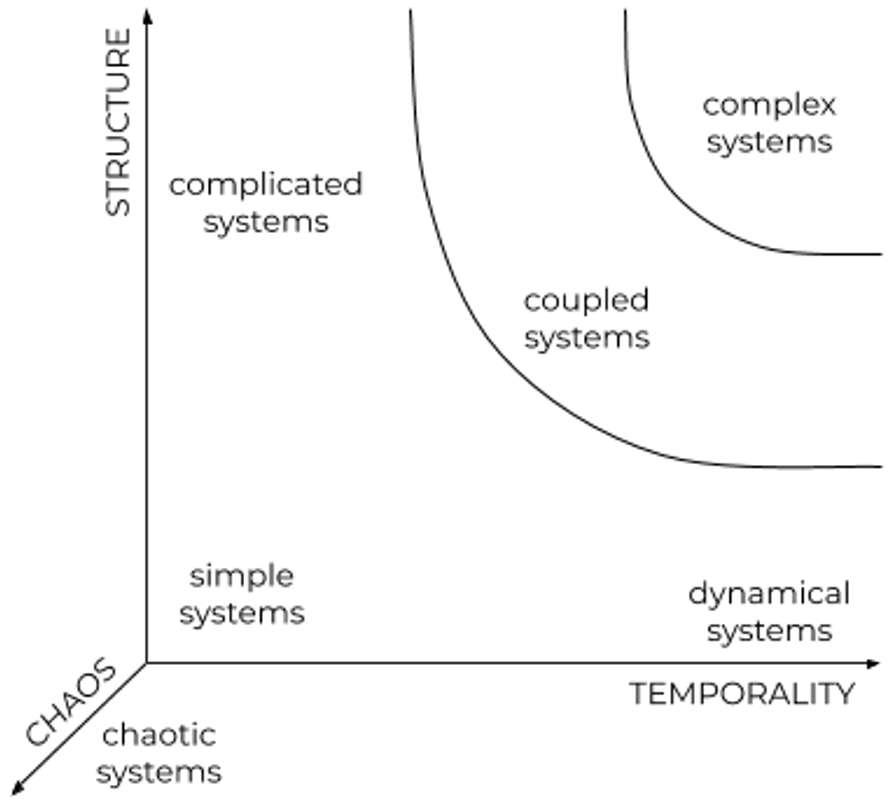 STRUCTURE
complex
systems
complicated
systems
coupled
systems
simple
systems
dynamical
systems
TEMPORALITY
CHAOS
chaotic
systems